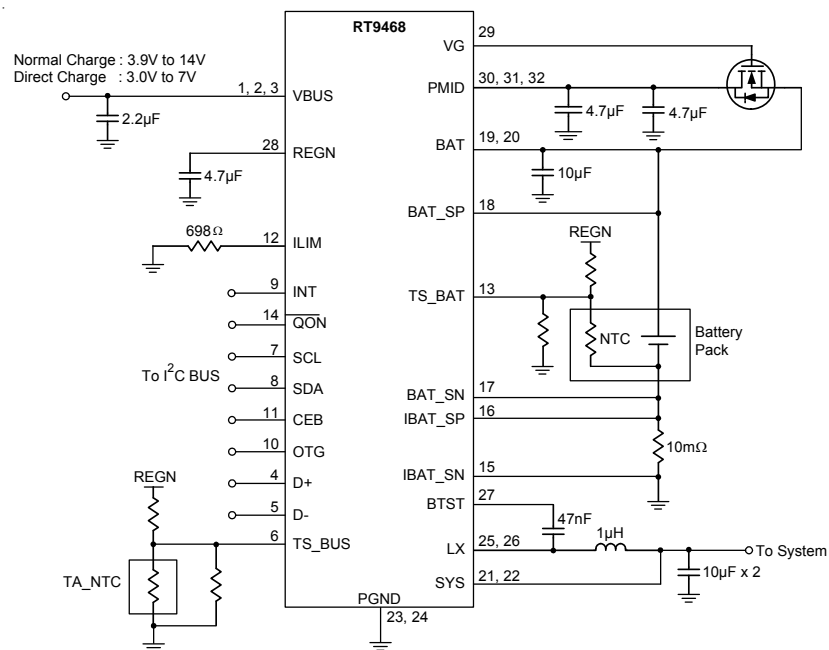 RT9468
Normal Charge : 3.9V to 14V
Direct Charge : 3.0V to 7V
1, 2, 3
VBUS
2.2µF
28
REGN
4.7µF
698Ω
12
ILIM
9
INT
14
QON
7
SCL
To I²C BUS
8
SDA
11
CEB
10
OTG
4
D+
5
D-
6
TS_BUS
REGN
TA_NTC
PGND
23, 24
VG
29
PMID
30, 31, 32
4.7µF
4.7µF
BAT
19, 20
10µF
BAT_SP
18
REGN
TS_BAT
13
NTC
Battery
Pack
BAT_SN
17
IBAT_SP
16
10mΩ
IBAT_SN
15
BTST
27
47nF
1µH
LX
25, 26
To System
SYS
21, 22
10µF x 2